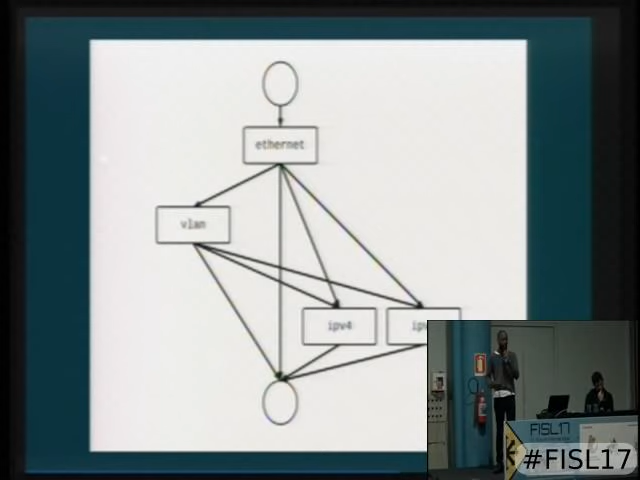 ethernet
vlan
ipv4
FISL17
#FISL17